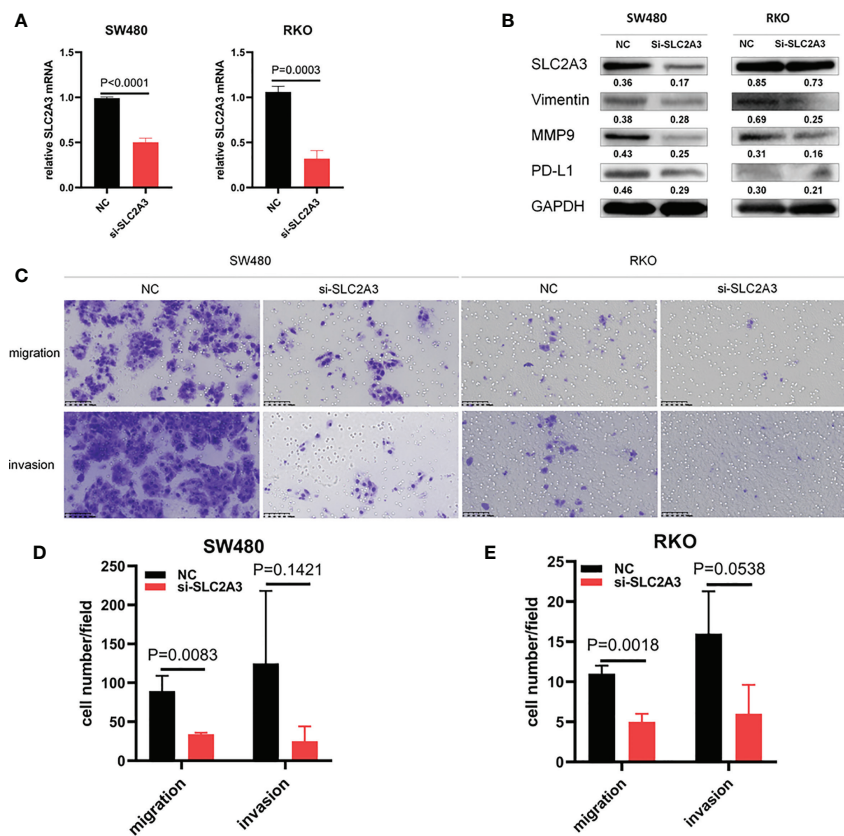 A
SW480
RKO
relative SLC2A3 mRNA
1.5
1.0
0.5
0.0
P<0.0001
NC
si-SLC2A3
relative SLC2A3 mRNA
1.5
1.0
0.5
0.0
P=0.0003
NC
si-SLC2A3
B
SW480 RKO
NC Si-SLC2A3 NC Si-SLC2A3
SLC2A3
0.36 0.17 0.85 0.73
Vimentin
0.38 0.28 0.69 0.25
MMP9
0.43 0.25 0.31 0.16
PD-L1
0.46 0.29 0.30 0.21
GAPDH
C
SW480 RKO
NC si-SLC2A3 NC si-SLC2A3
migration
invasion
D
SW480
cell number/field
250
200
150
100
50
0
NC
si-SLC2A3
P=0.0083
P=0.1421
migration
invasion
E
RKO
cell number/field
25
20
15
10
5
0
NC
si-SLC2A3
P=0.0018
P=0.0538
migration
invasion